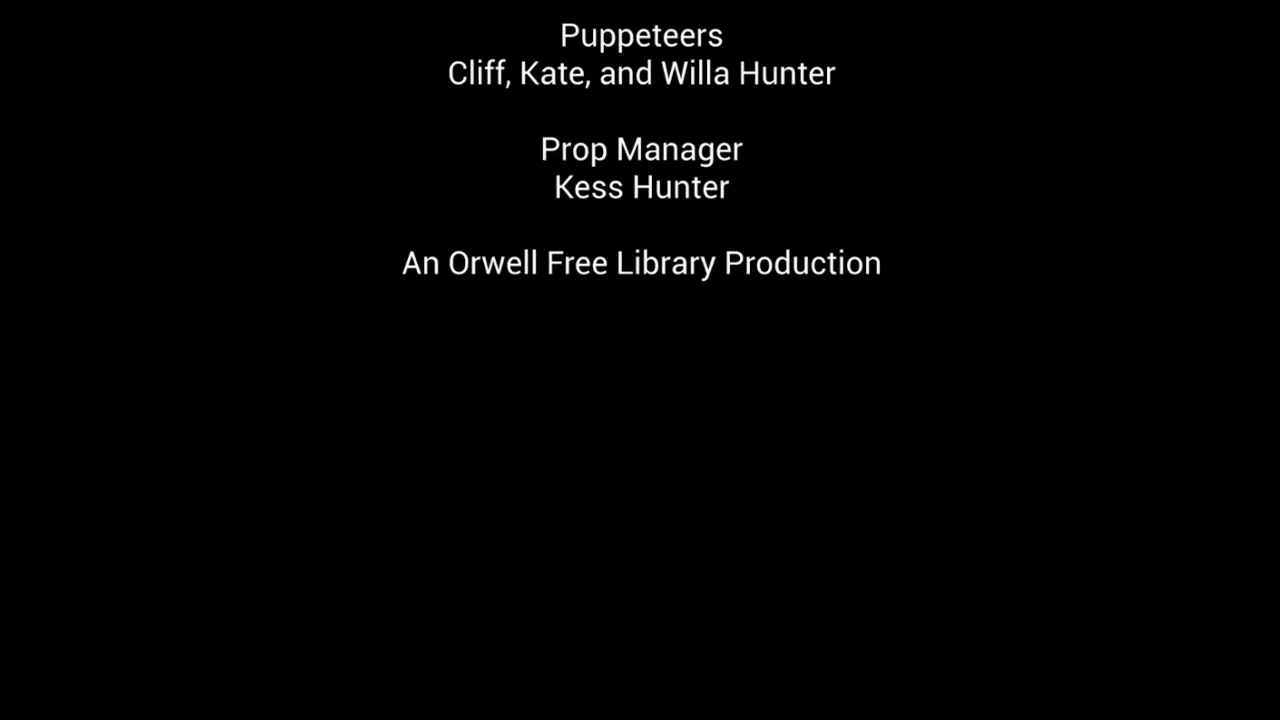 Puppeteers
Cliff, Kate, and Willa Hunter
Prop Manager
Kess Hunter
An Orwell Free Library Production